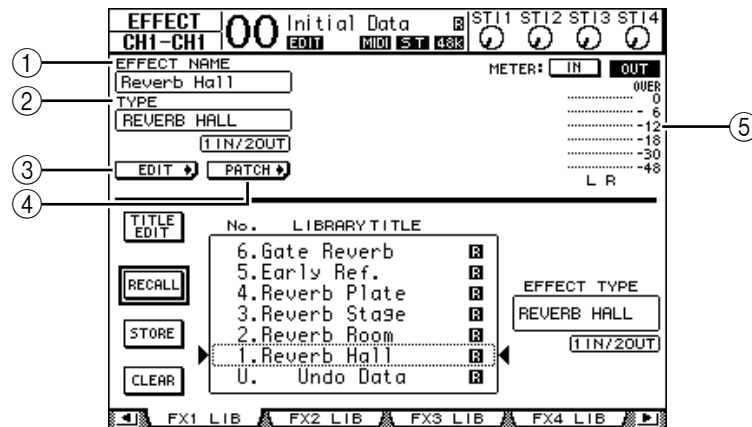 EFFECT
CH1-CH1
00
Initial Data R
EDIT MIDI ST 48K
STI1 STI2 STI3 STI4
1
EFFECT NAME
METER: IN OUT
Reverb Hall
2
TYPE
REVERB HALL
1IN/2OUT
OVER
0
-6
-12
-18
-30
-48
L R
5
3
EDIT
PATCH
4
TITLE EDIT
RECALL
STORE
CLEAR
No. LIBRARY TITLE
6.Gate Reverb R
5.Early Ref. R
4.Reverb Plate R
3.Reverb Stage R
2.Reverb Room R
1.Reverb Hall R
U. Undo Data R
EFFECT TYPE
REVERB HALL
1IN/2OUT
FX1 LIB FX2 LIB FX3 LIB FX4 LIB